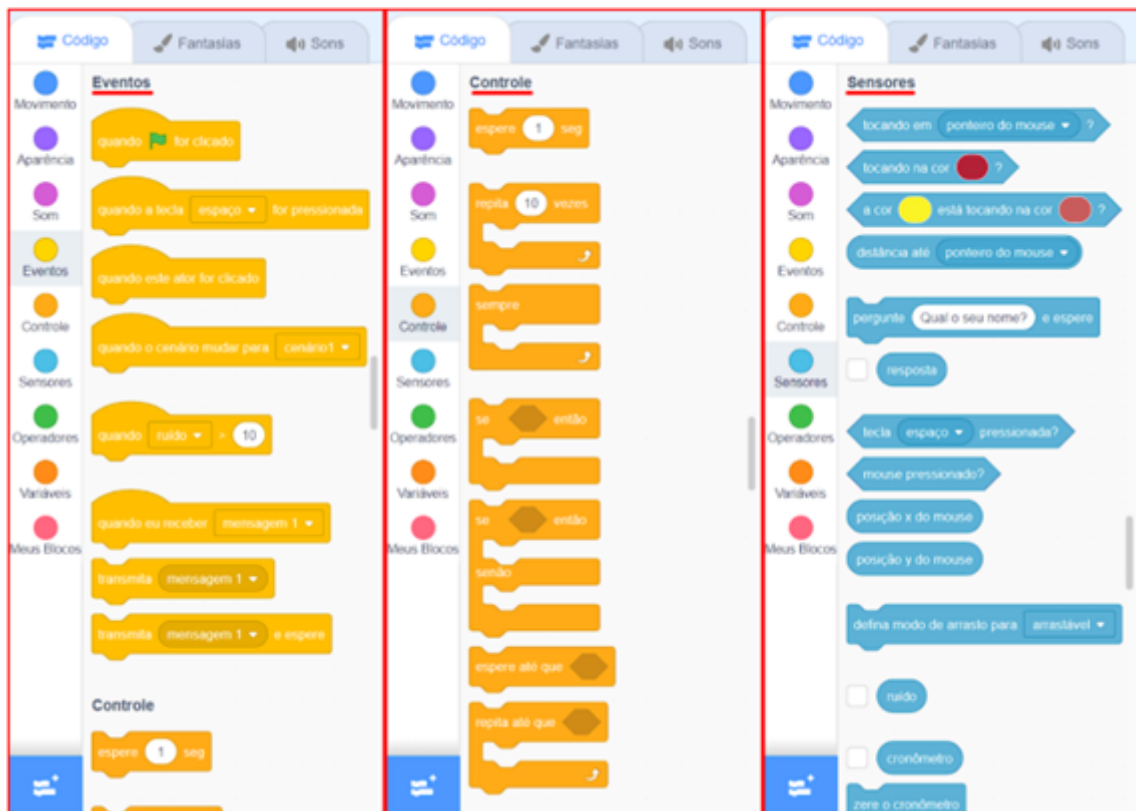 Código Fantasias Sons
Eventos
Movimento
Aparência
Som
Eventos
Controle
Sensores
Operadores
Variáveis
Meus Blocos
quando for clicado
quando a tecla espaço for pressionada
quando este ator for clicado
quando o cenário mudar para cenário1
quando ruído > 10
quando eu receber mensagem 1
transmita mensagem 1
transmita mensagem 1 e espere
Controle
espere 1 seg
Código Fantasias Sons
Controle
Movimento
Aparência
Som
Eventos
Controle
Sensores
Operadores
Variáveis
Meus Blocos
espere 1 seg
repita 10 vezes
sempre
se então
se então
senão
espere até que
repita até que
Código Fantasias Sons
Sensores
Movimento
Aparência
Som
Eventos
Controle
Sensores
Operadores
Variáveis
Meus Blocos
tocando em ponteiro do mouse ?
tocando na cor ?
a cor está tocando na cor ?
distância até ponteiro do mouse
pergunte Qual o seu nome? e espere
resposta
tecla espaço pressionada?
mouse pressionado?
posição x do mouse
posição y do mouse
defina modo de arrasto para arrastável
ruído
cronômetro
zere o cronômetro